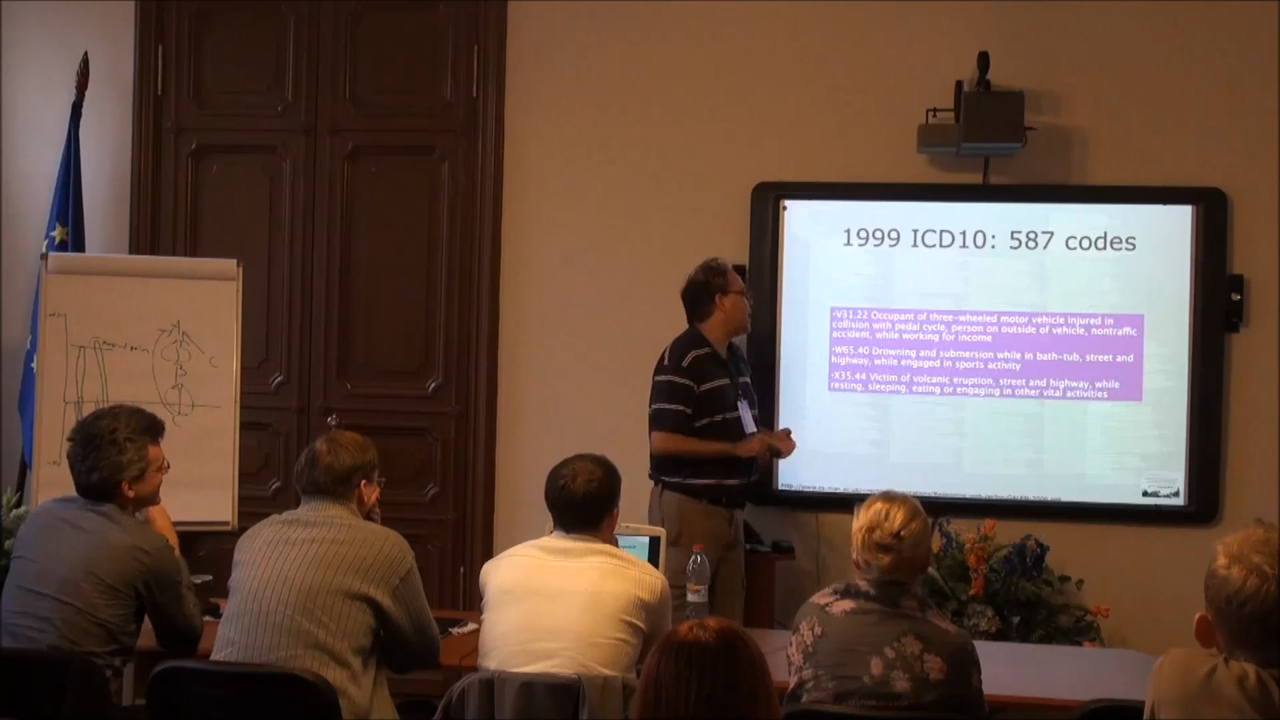 1999 ICD10: 587 codes
•V31.22 Occupant of three-wheeled motor vehicle injured in
collision with pedal cycle, person on outside of vehicle, nontraffic
accident, while working for income
•W65.40 Drowning and submersion while in bath-tub, street and
highway, while engaged in sports activity
•X35.44 Victim of volcanic eruption, street and highway, while
resting, sleeping, eating or engaging in other vital activities